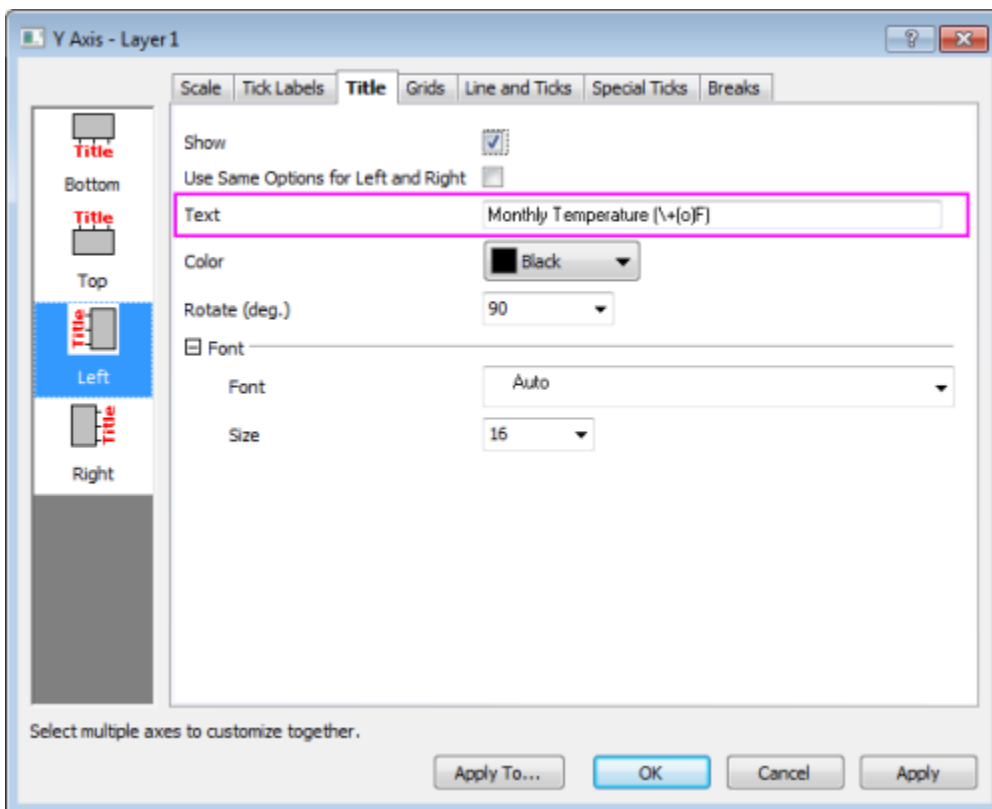 Y Axis - Layer1
Scale Tick Labels Title Grids Line and Ticks Special Ticks Breaks
Title
Bottom
Title
Top
Title
Left
Title
Right
Show
Use Same Options for Left and Right
Text Monthly Temperature (\+(o)F)
Color Black
Rotate (deg.) 90
Font
Font Auto
Size 16
Select multiple axes to customize together.
Apply To... OK Cancel Apply